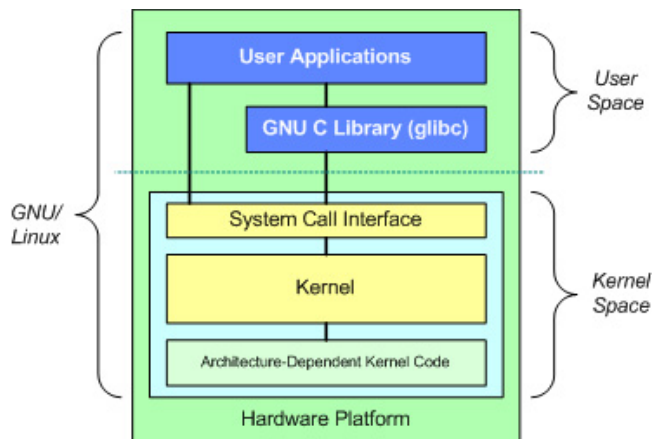 User Applications
GNU C Library (glibc)
User
Space
GNU/
Linux
System Call Interface
Kernel
Architecture-Dependent Kernel Code
Kernel
Space
Hardware Platform